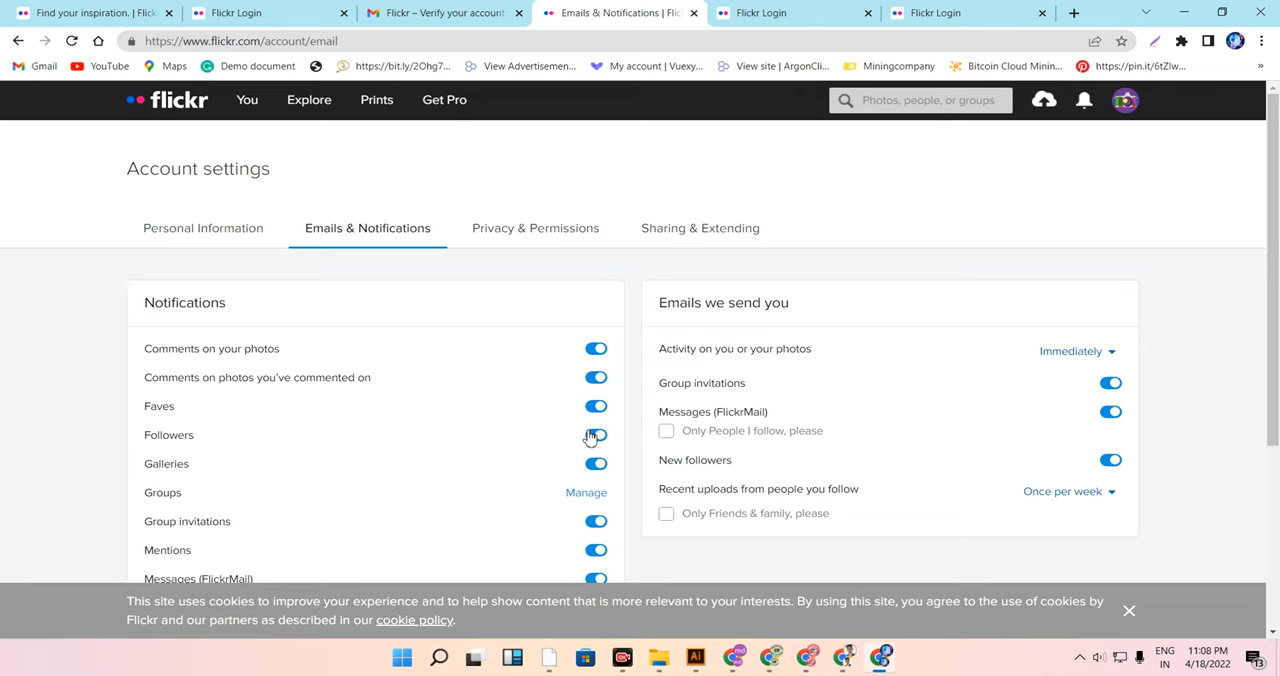 Find your inspiration. | Flickr
Flickr Login
Flickr – Verify your account
Emails & Notifications | Flickr
Flickr Login
Flickr Login
https://www.flickr.com/account/email
Gmail
YouTube
Maps
Demo document
https://bit.ly/2Ohg7...
View Advertisemen...
My account | Vuexy...
View site | ArgonCli...
Miningcompany
Bitcoin Cloud Minin...
https://pin.it/6tZlw...
»
flickr
You
Explore
Prints
Get Pro
Photos, people, or groups
Account settings
Personal Information
Emails & Notifications
Privacy & Permissions
Sharing & Extending
Notifications
Comments on your photos
Comments on photos you've commented on
Faves
Followers
Galleries
Groups
Manage
Group invitations
Mentions
Messages (FlickrMail)
Emails we send you
Activity on you or your photos
Immediately
Group invitations
Messages (FlickrMail)
Only People I follow, please
New followers
Recent uploads from people you follow
Once per week
Only Friends & family, please
This site uses cookies to improve your experience and to help show content that is more relevant to your interests. By using this site, you agree to the use of cookies by
Flickr and our partners as described in our cookie policy.
Ai
ENG
IN
11:08 PM
4/18/2022
13